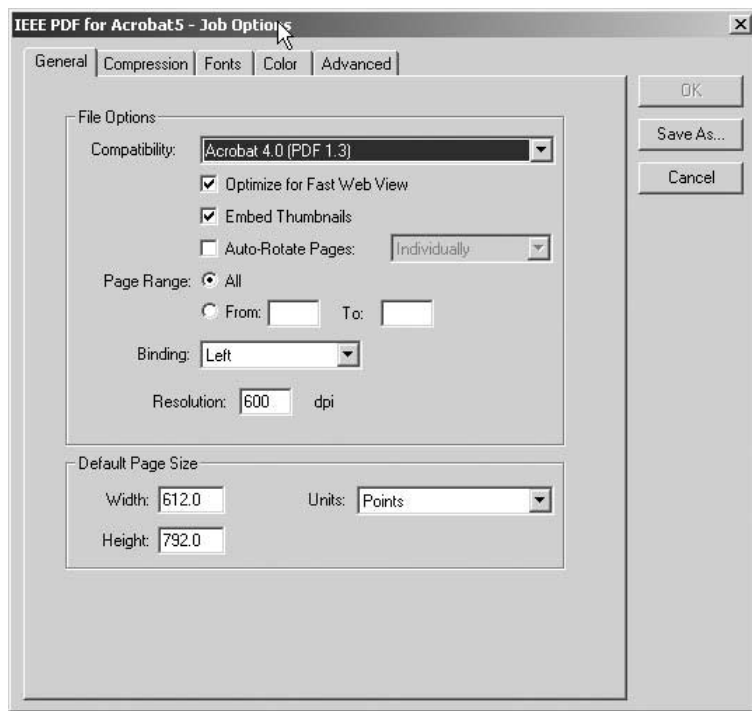 IEEE PDF for Acrobat5 - Job Options
General Compression Fonts Color Advanced
OK
File Options
Save As...
Compatibility: Acrobat 4.0 (PDF 1.3)
Optimize for Fast Web View
Cancel
Embed Thumbnails
Auto-Rotate Pages: Individually
Page Range: All
From: To:
Binding: Left
Resolution: 600 dpi
Default Page Size
Width: 612.0 Units: Points
Height: 792.0